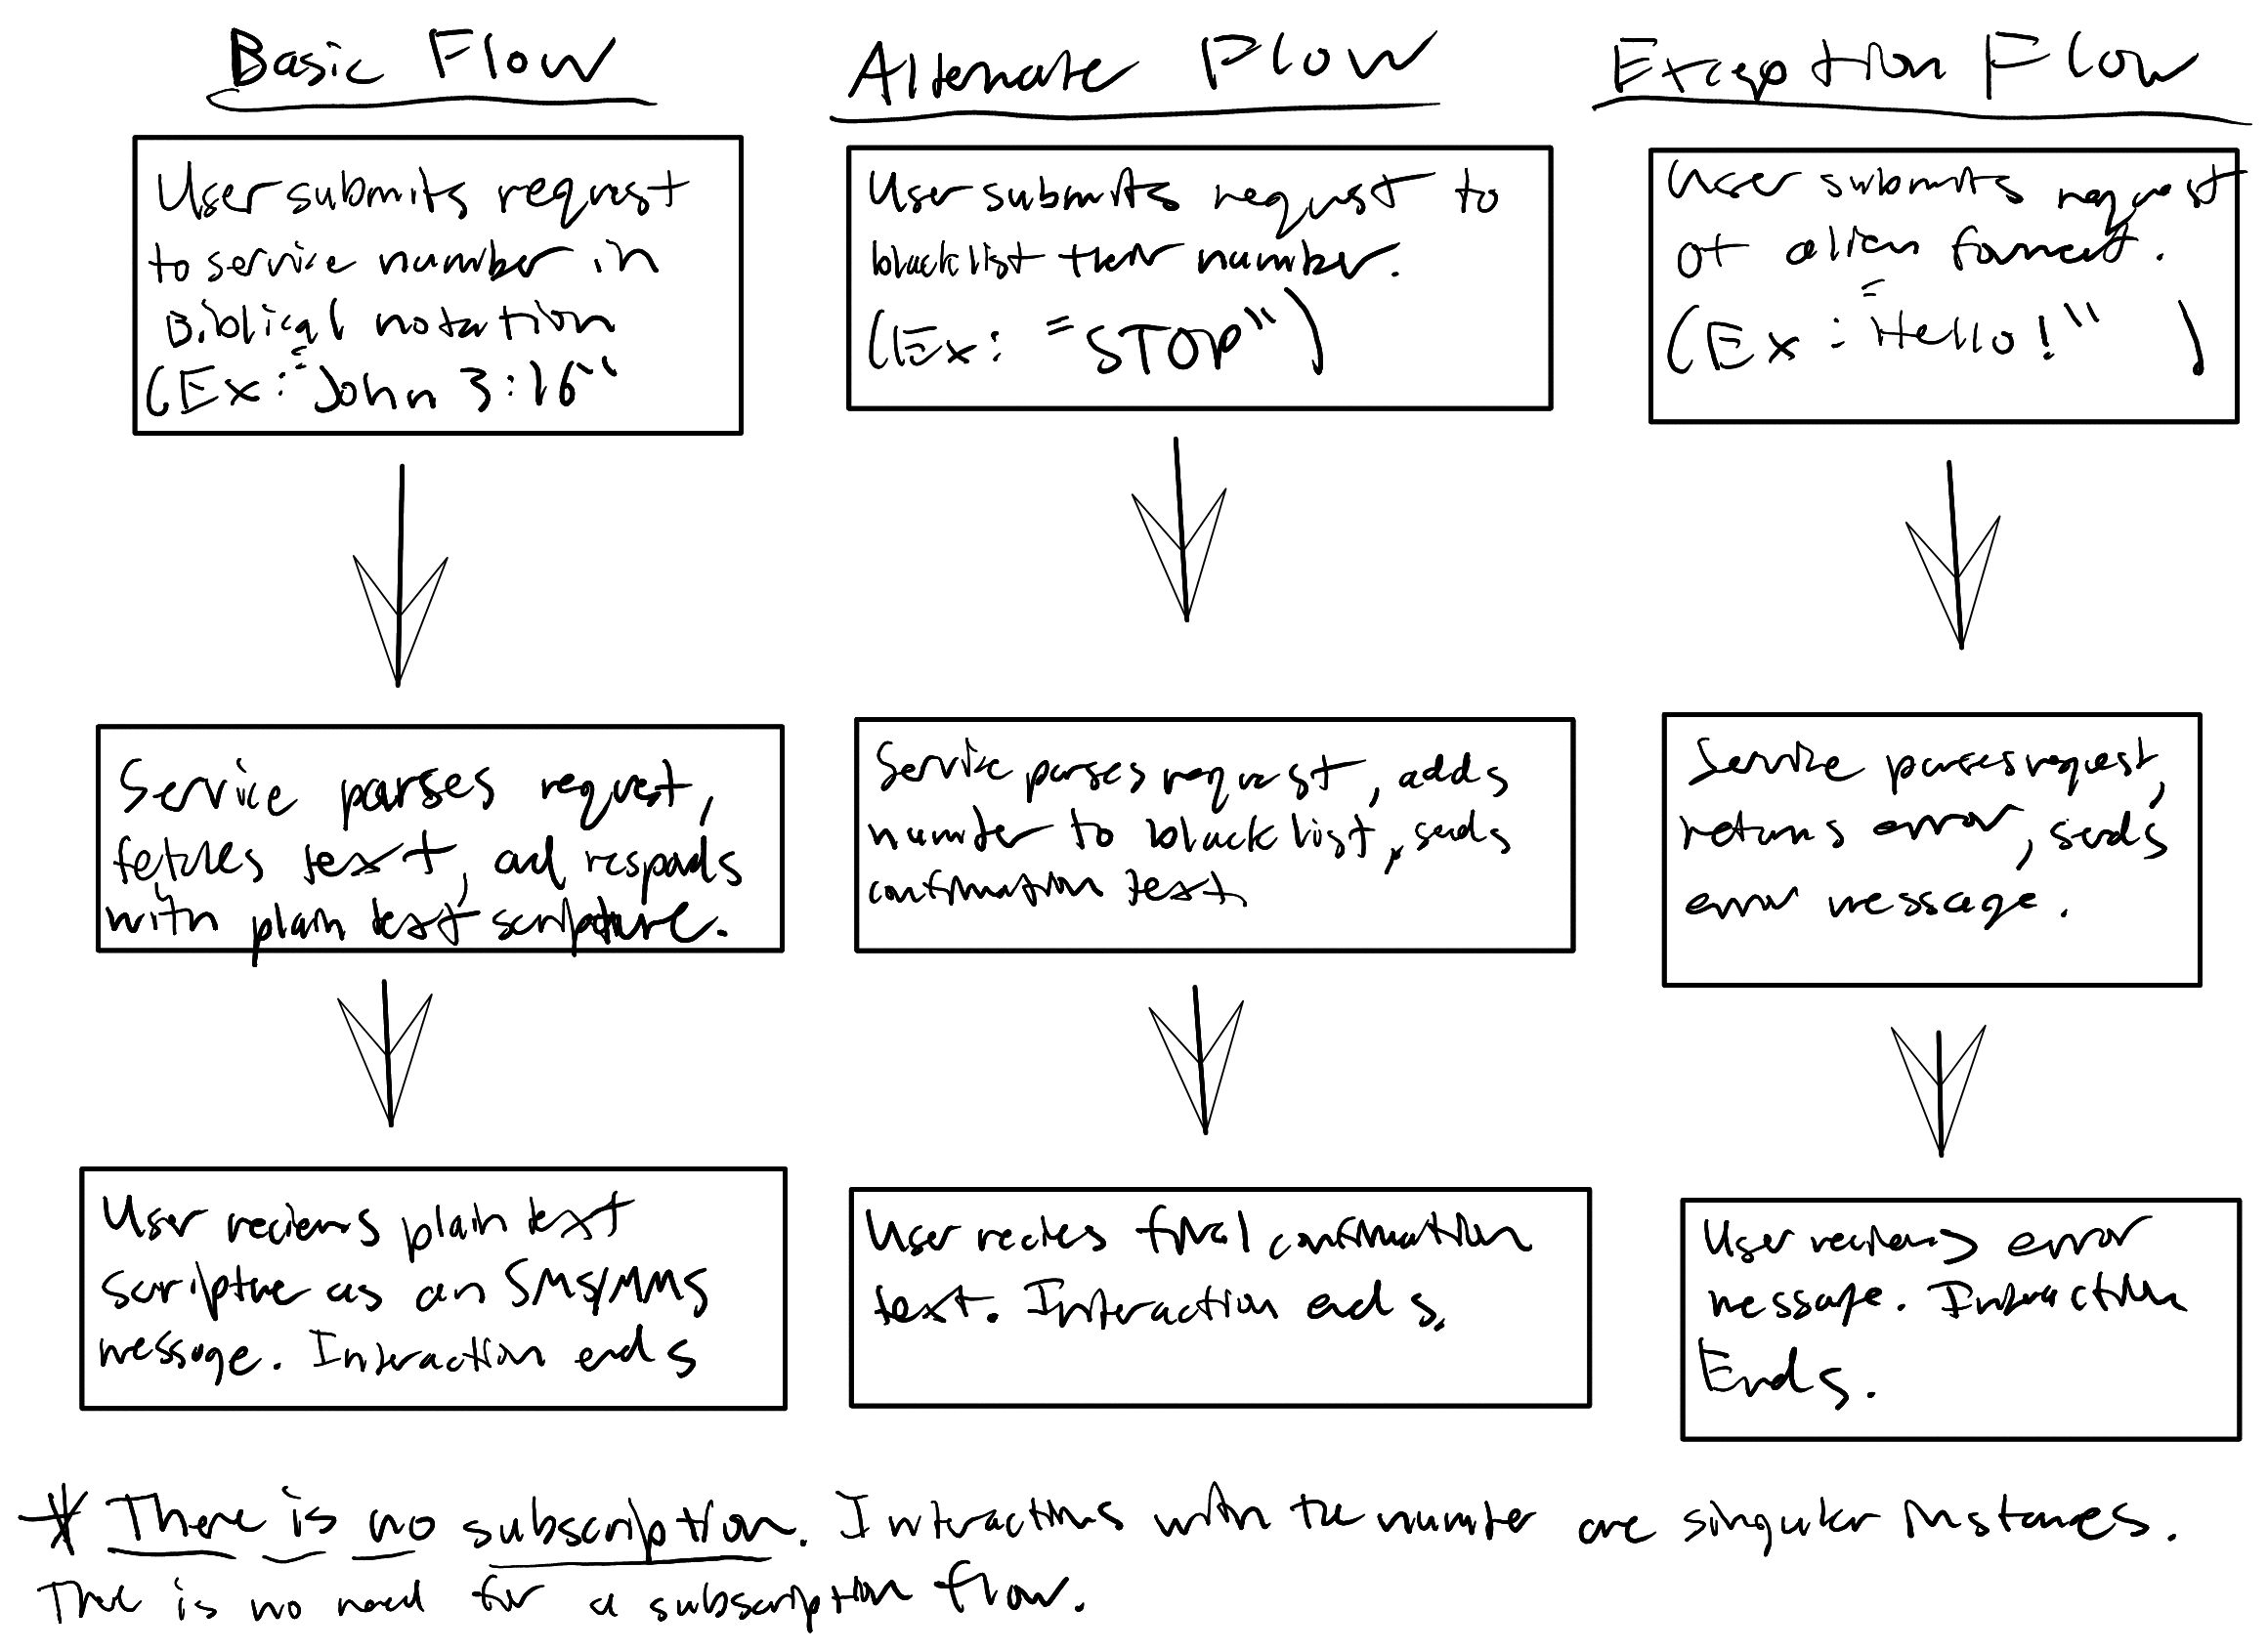 Basic Flow
User submits request
to service number in
Biblical notation
(Ex: "John 3:16"
Service parses request,
fetches text, and responds
with plain text scripture.
User recieves plain text
scripture as an SMS/MMS
message. Interaction ends
Alternate Flow
User submits request to
blacklist their number.
(Ex: "STOP")
Service parses request, adds
number to blacklist, sends
confirmation text.
User recieves final confirmation
text. Interaction ends.
Exception Flow
User submits request
of alien format.
(Ex: "Hello!")
Service parses request,
returns error, sends
error message.
User recieves error
message. Interaction
Ends.
* There is no subscription. Interactions with the number are singular instances.
There is no need for a subscription flow.